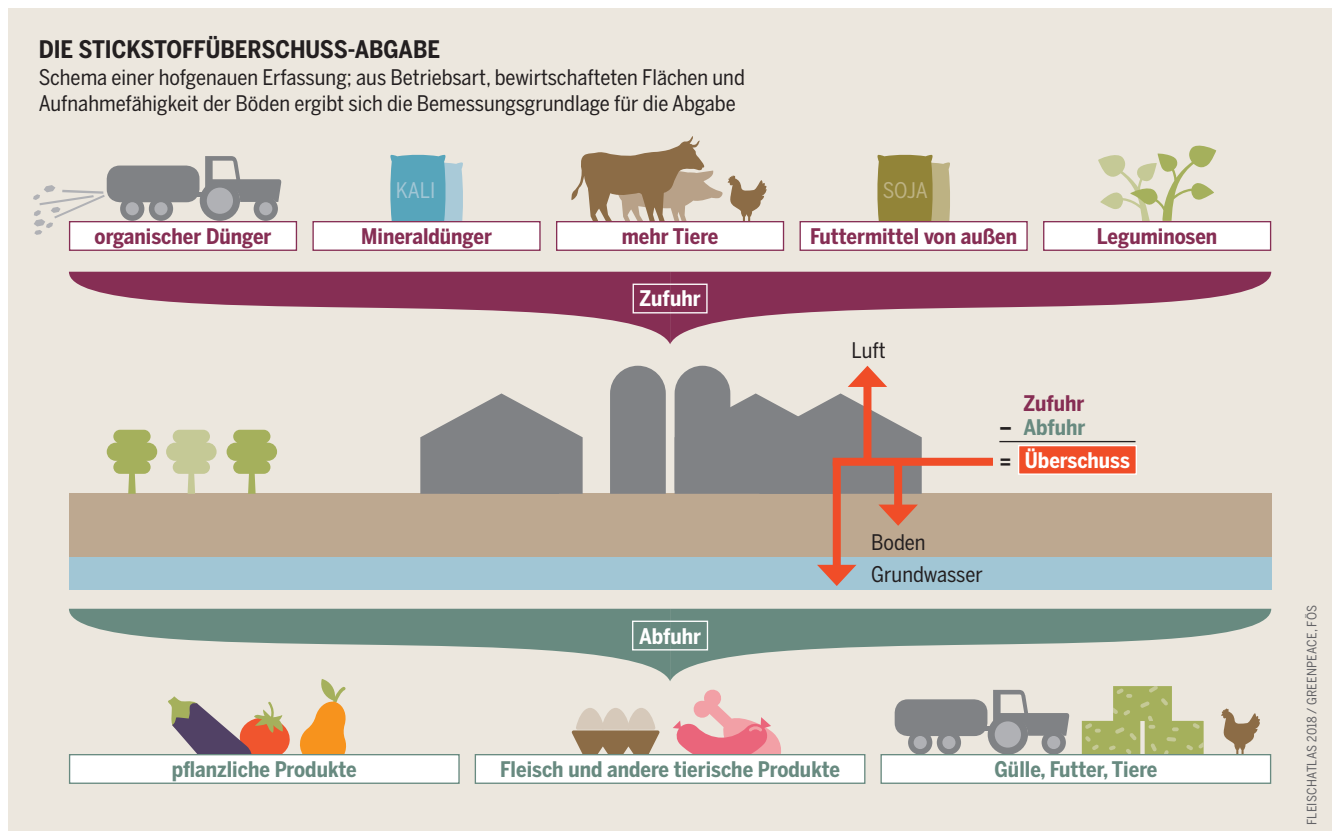 DIE STICKSTOFFÜBERSCHUSS-ABGABE
Schema einer hofgenauen Erfassung; aus Betriebsart, bewirtschafteten Flächen und
Aufnahmefähigkeit der Böden ergibt sich die Bemessungsgrundlage für die Abgabe
KALI
SOJA
organischer Dünger
Mineraldünger
mehr Tiere
Futtermittel von außen
Leguminosen
Zufuhr
Luft
Zufuhr
– Abfuhr
= Überschuss
Boden
Grundwasser
Abfuhr
pflanzliche Produkte
Fleisch und andere tierische Produkte
Gülle, Futter, Tiere
FLEISCHATLAS 2018 / GREENPEACE, FÖS